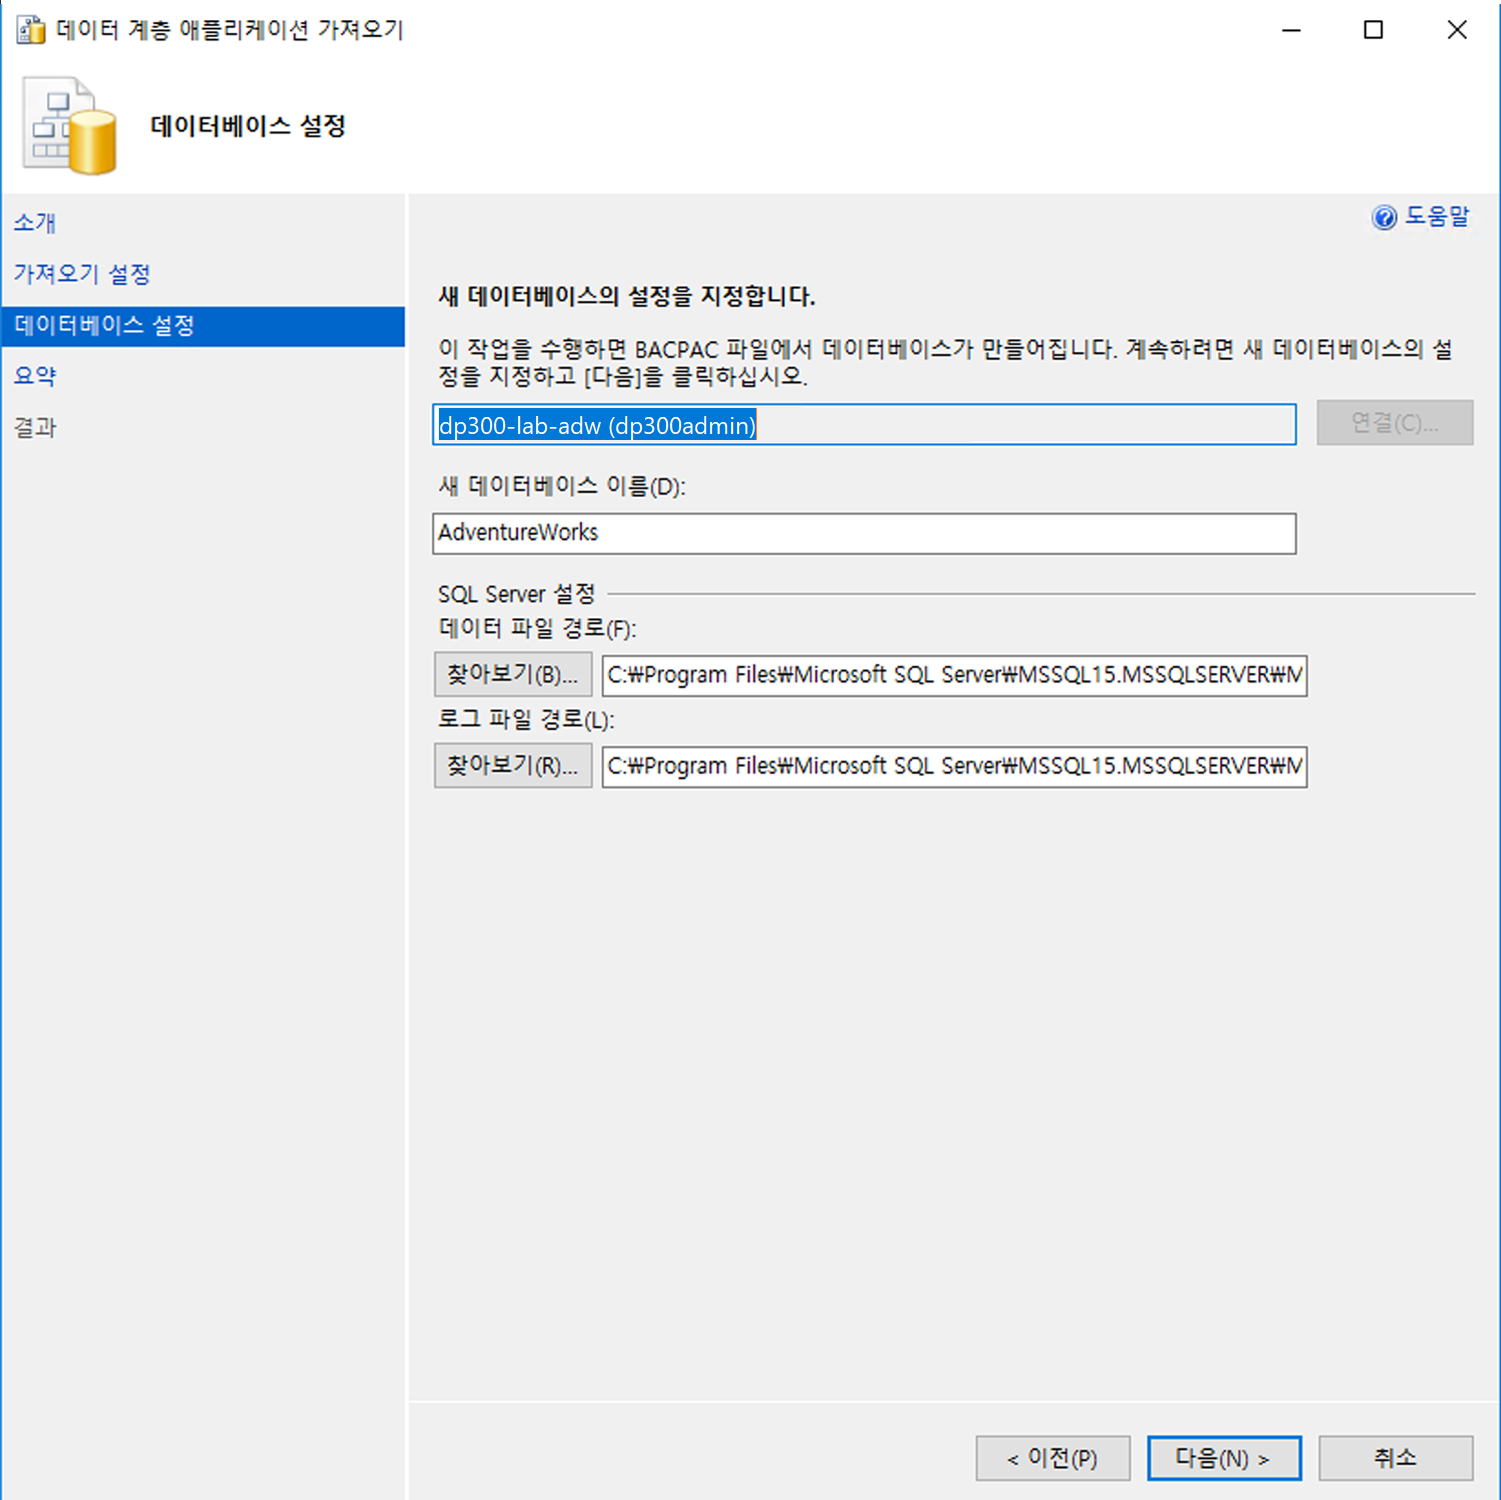 데이터 계층 애플리케이션 가져오기
데이터베이스 설정
소개
가져오기 설정
데이터베이스 설정
요약
결과
도움말
새 데이터베이스의 설정을 지정합니다.
이 작업을 수행하면 BACPAC 파일에서 데이터베이스가 만들어집니다. 계속하려면 새 데이터베이스의 설
정을 지정하고 [다음]을 클릭하십시오.
dp300-lab-adw (dp300admin)
연결(C)...
새 데이터베이스 이름(D):
AdventureWorks
SQL Server 설정
데이터 파일 경로(F):
찾아보기(B)...
C:₩Program Files₩Microsoft SQL Server₩MSSQL15.MSSQLSERVER₩M
로그 파일 경로(L):
찾아보기(R)...
C:₩Program Files₩Microsoft SQL Server₩MSSQL15.MSSQLSERVER₩M
< 이전(P)
다음(N) >
취소